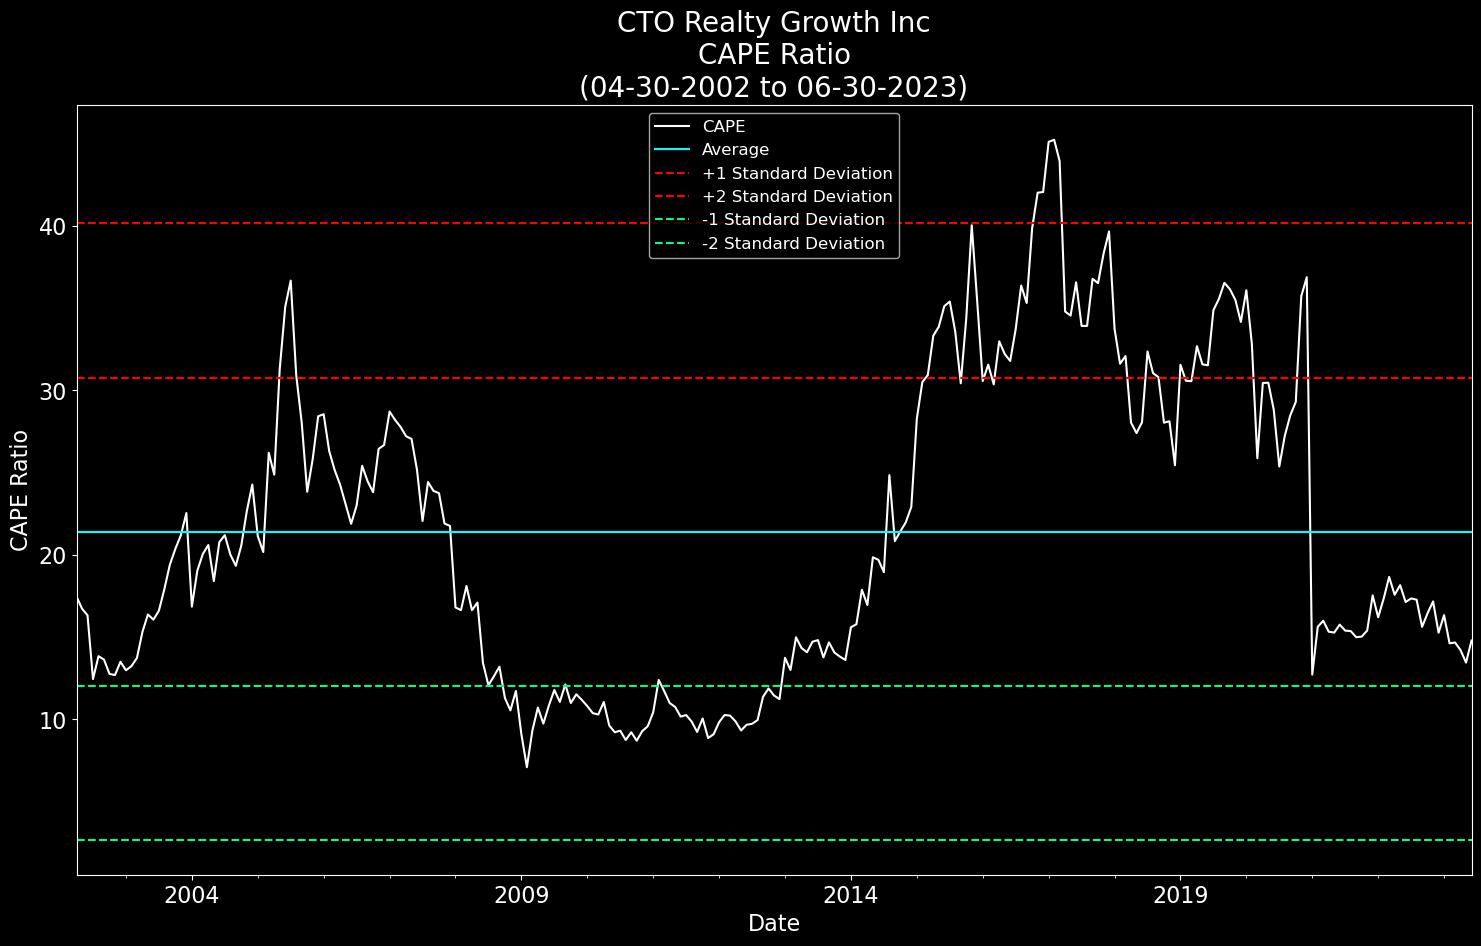 CTO Realty Growth Inc
CAPE Ratio
(04-30-2002 to 06-30-2023)
CAPE
Average
+1 Standard Deviation
+2 Standard Deviation
-1 Standard Deviation
-2 Standard Deviation
40
30
20
10
CAPE Ratio
2004 2009 2014 2019
Date